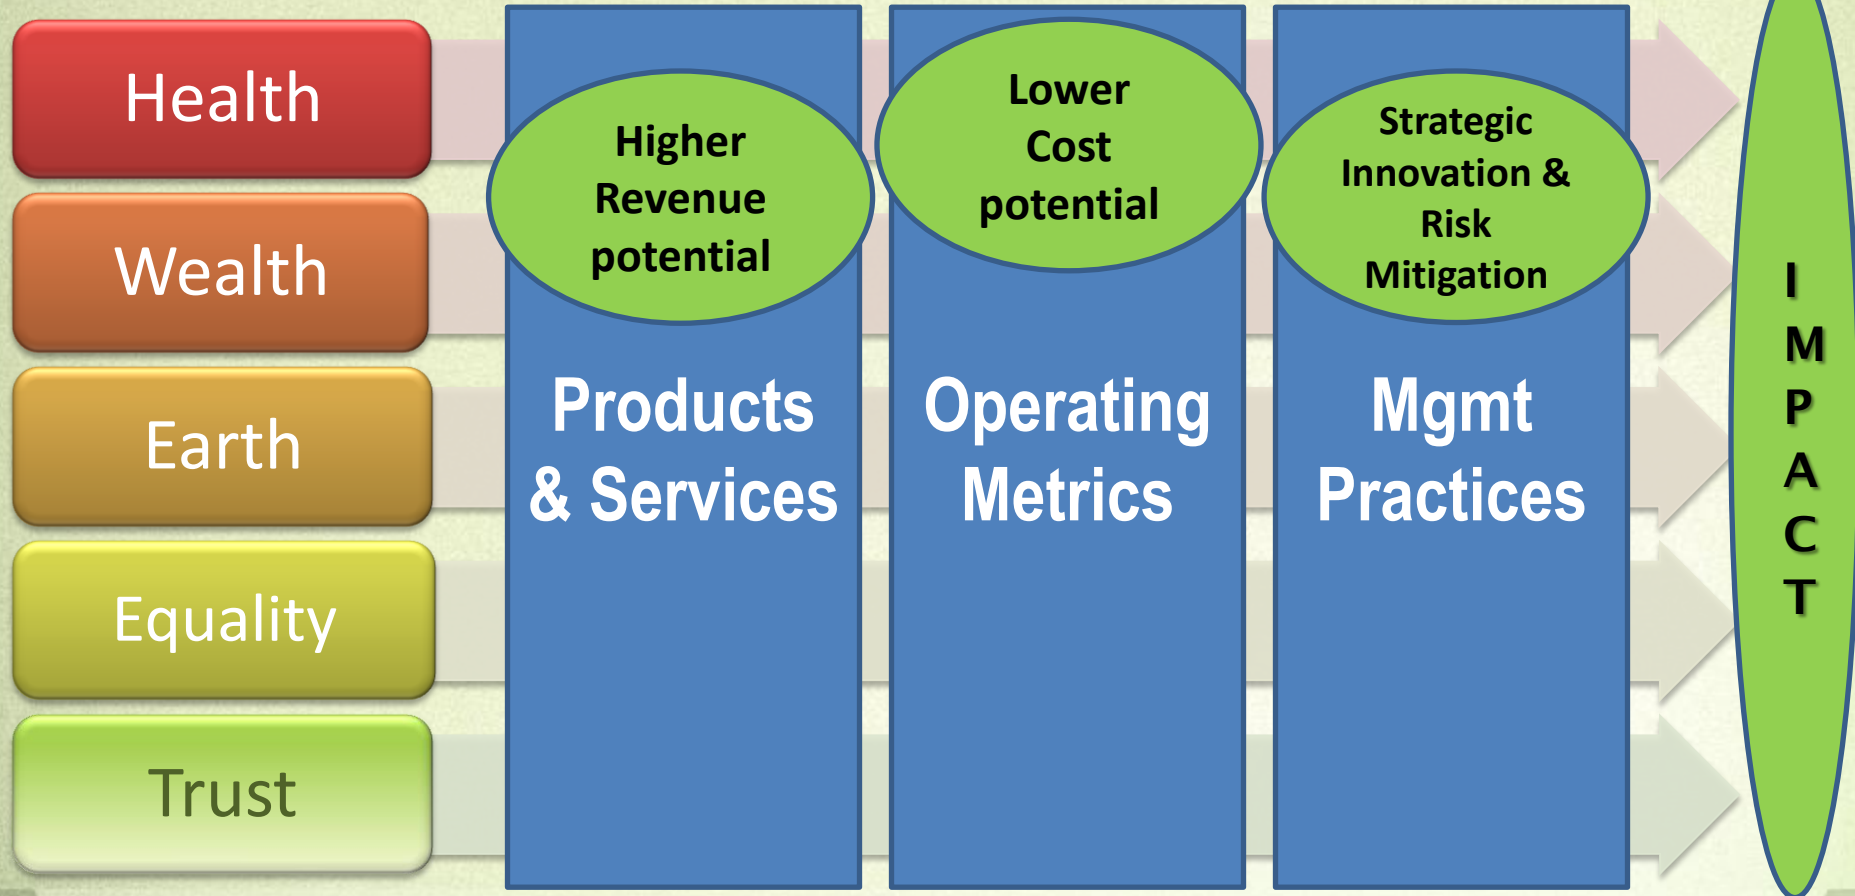 Health
Wealth
Earth
Equality
Trust
Higher
Revenue
potential
Products
& Services
Lower
Cost
potential
Operating
Metrics
Strategic
Innovation &
Risk
Mitigation
Mgmt
Practices
I
M
P
A
C
T